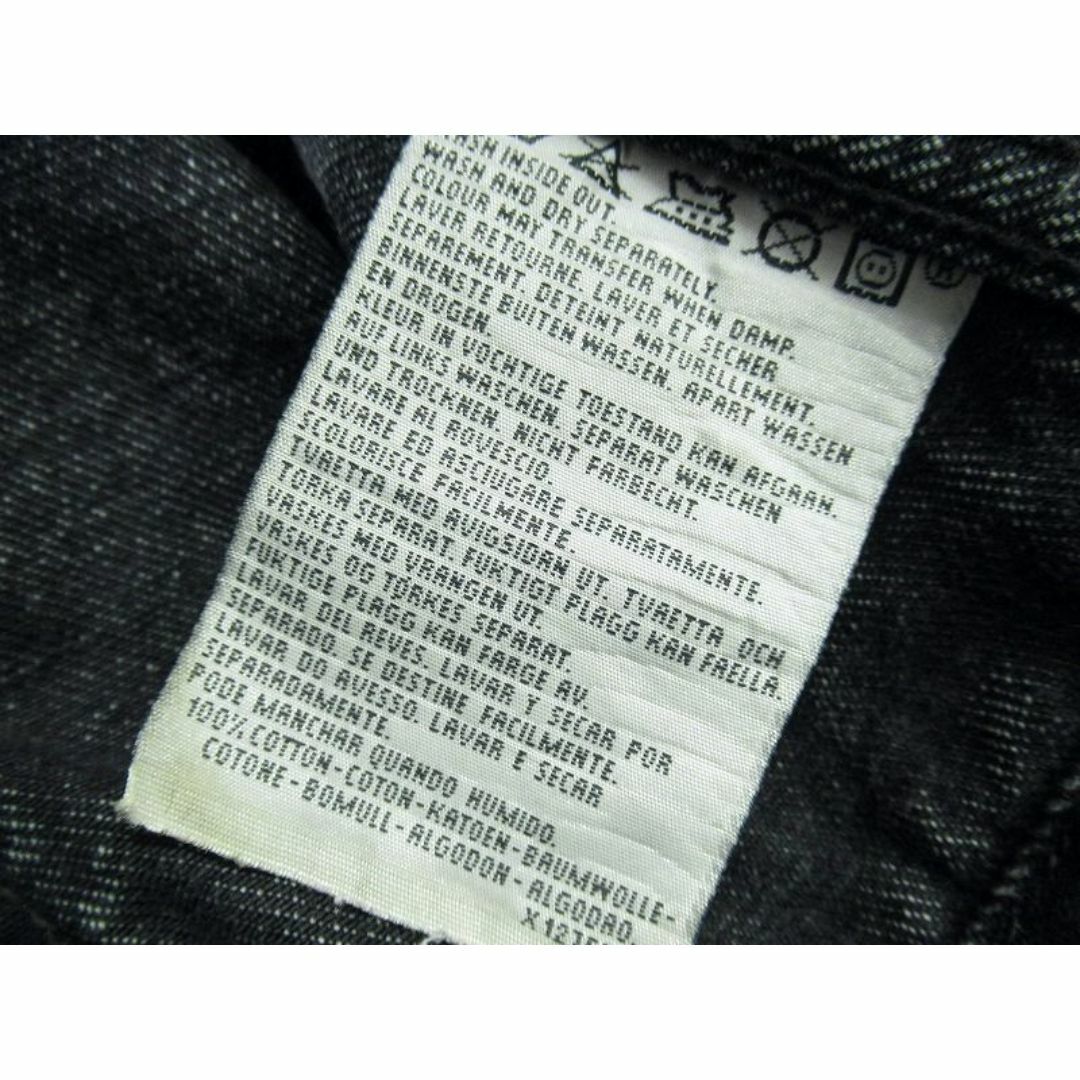 WASH INSIDE OUT.
WASH AND DRY SEPARATELY.
COLOUR MAY TRANSFER WHEN DAMP.
LAVER RETOURNE. LAVER ET SECHER
SEPAREMENT. DETEINT NATURELLEMENT.
BINNENSTE BUITEN WASSEN. APART WASSEN
EN DROGEN.
KLEUR IN VOCHTIGE TOESTAND KAN AFGAAN.
AUF LINKS WASCHEN. SEPARAT WASCHEN
UND TROCKNEN. NICHT FARBECHT.
LAVARE AL ROVESCIO.
LAVARE ED ASCIUGARE SEPARATAMENTE.
SCOLORISCE FACILMENTE.
TVAETTA MED AVIGSIDAN UT. TVAETTA OCH
TORKA SEPARAT. FUKTIGT PLAGG KAN FAELLA.
VASKES MED VRANGEN UT.
VASKES OG TORKES SEPARAT.
FUKTIGE PLAGG KAN FARGE AV
LAVAR DEL REVES. LAVAR Y SECAR POR
SEPARADO. SE DESTINE FACILMENTE.
LAVAR DO AVESSO. LAVAR E SECAR
SEPARADAMENTE.
PODE MANCHAR QUANDO HUMIDO.
100% COTTON-COTON-KATOEN-BAUMWOLLE-
COTONE-BOMULL-ALGODON-ALGODAO.